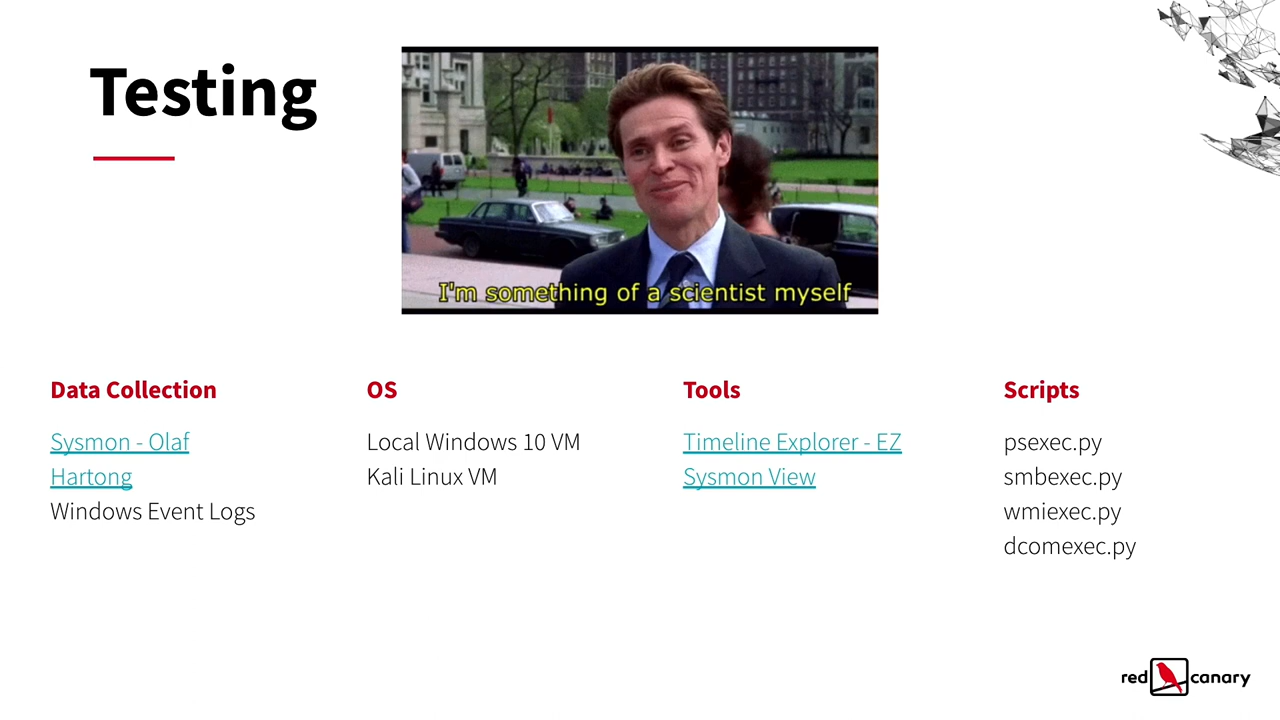 Testing
I'm something of a scientist myself
Data Collection
Sysmon - Olaf
Hartong
Windows Event Logs
OS
Local Windows 10 VM
Kali Linux VM
Tools
Timeline Explorer - EZ
Sysmon View
Scripts
psexec.py
smbexec.py
wmiexec.py
dcomexec.py
red canary